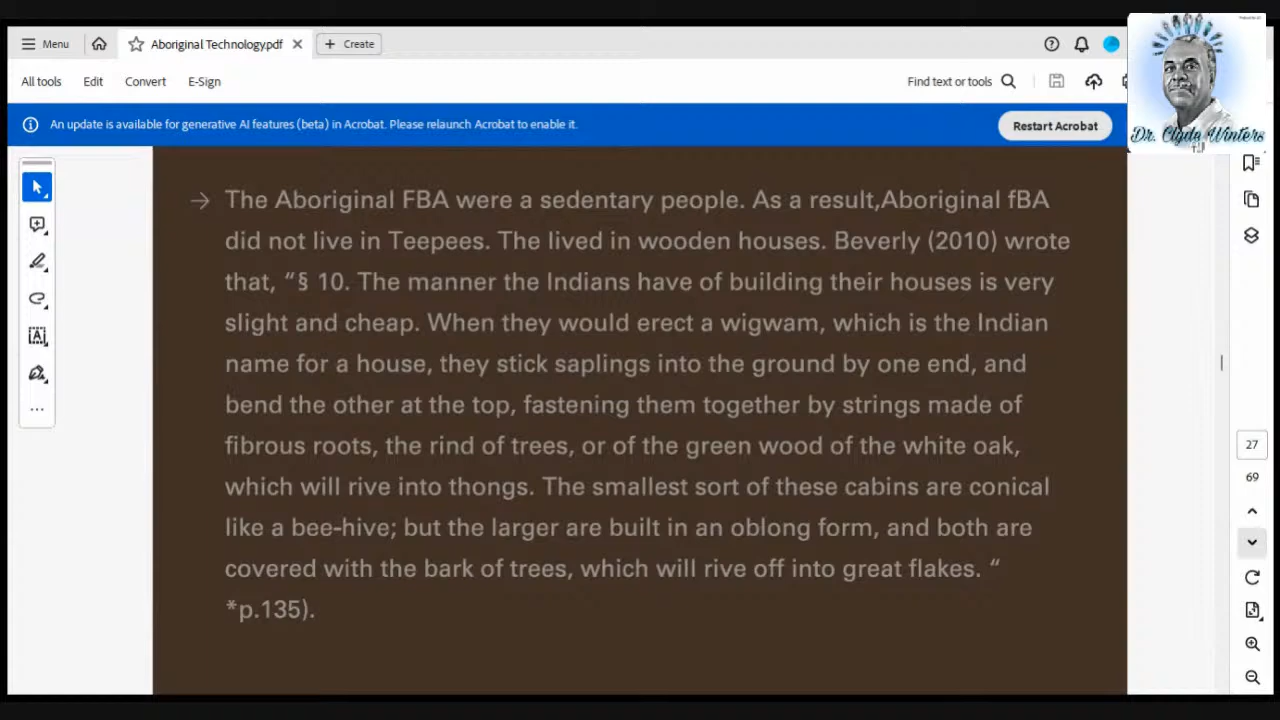 Menu
Aboriginal Technology.pdf
Create
All tools
Edit
Convert
E-Sign
Find text or tools
An update is available for generative AI features (beta) in Acrobat. Please relaunch Acrobat to enable it.
Restart Acrobat
Dr. Clyde Winters
→ The Aboriginal FBA were a sedentary people. As a result,Aboriginal fBA
did not live in Teepees. The lived in wooden houses. Beverly (2010) wrote
that, “§ 10. The manner the Indians have of building their houses is very
slight and cheap. When they would erect a wigwam, which is the Indian
name for a house, they stick saplings into the ground by one end, and
bend the other at the top, fastening them together by strings made of
fibrous roots, the rind of trees, or of the green wood of the white oak,
which will rive into thongs. The smallest sort of these cabins are conical
like a bee-hive; but the larger are built in an oblong form, and both are
covered with the bark of trees, which will rive off into great flakes. “
*p.135).
27
69